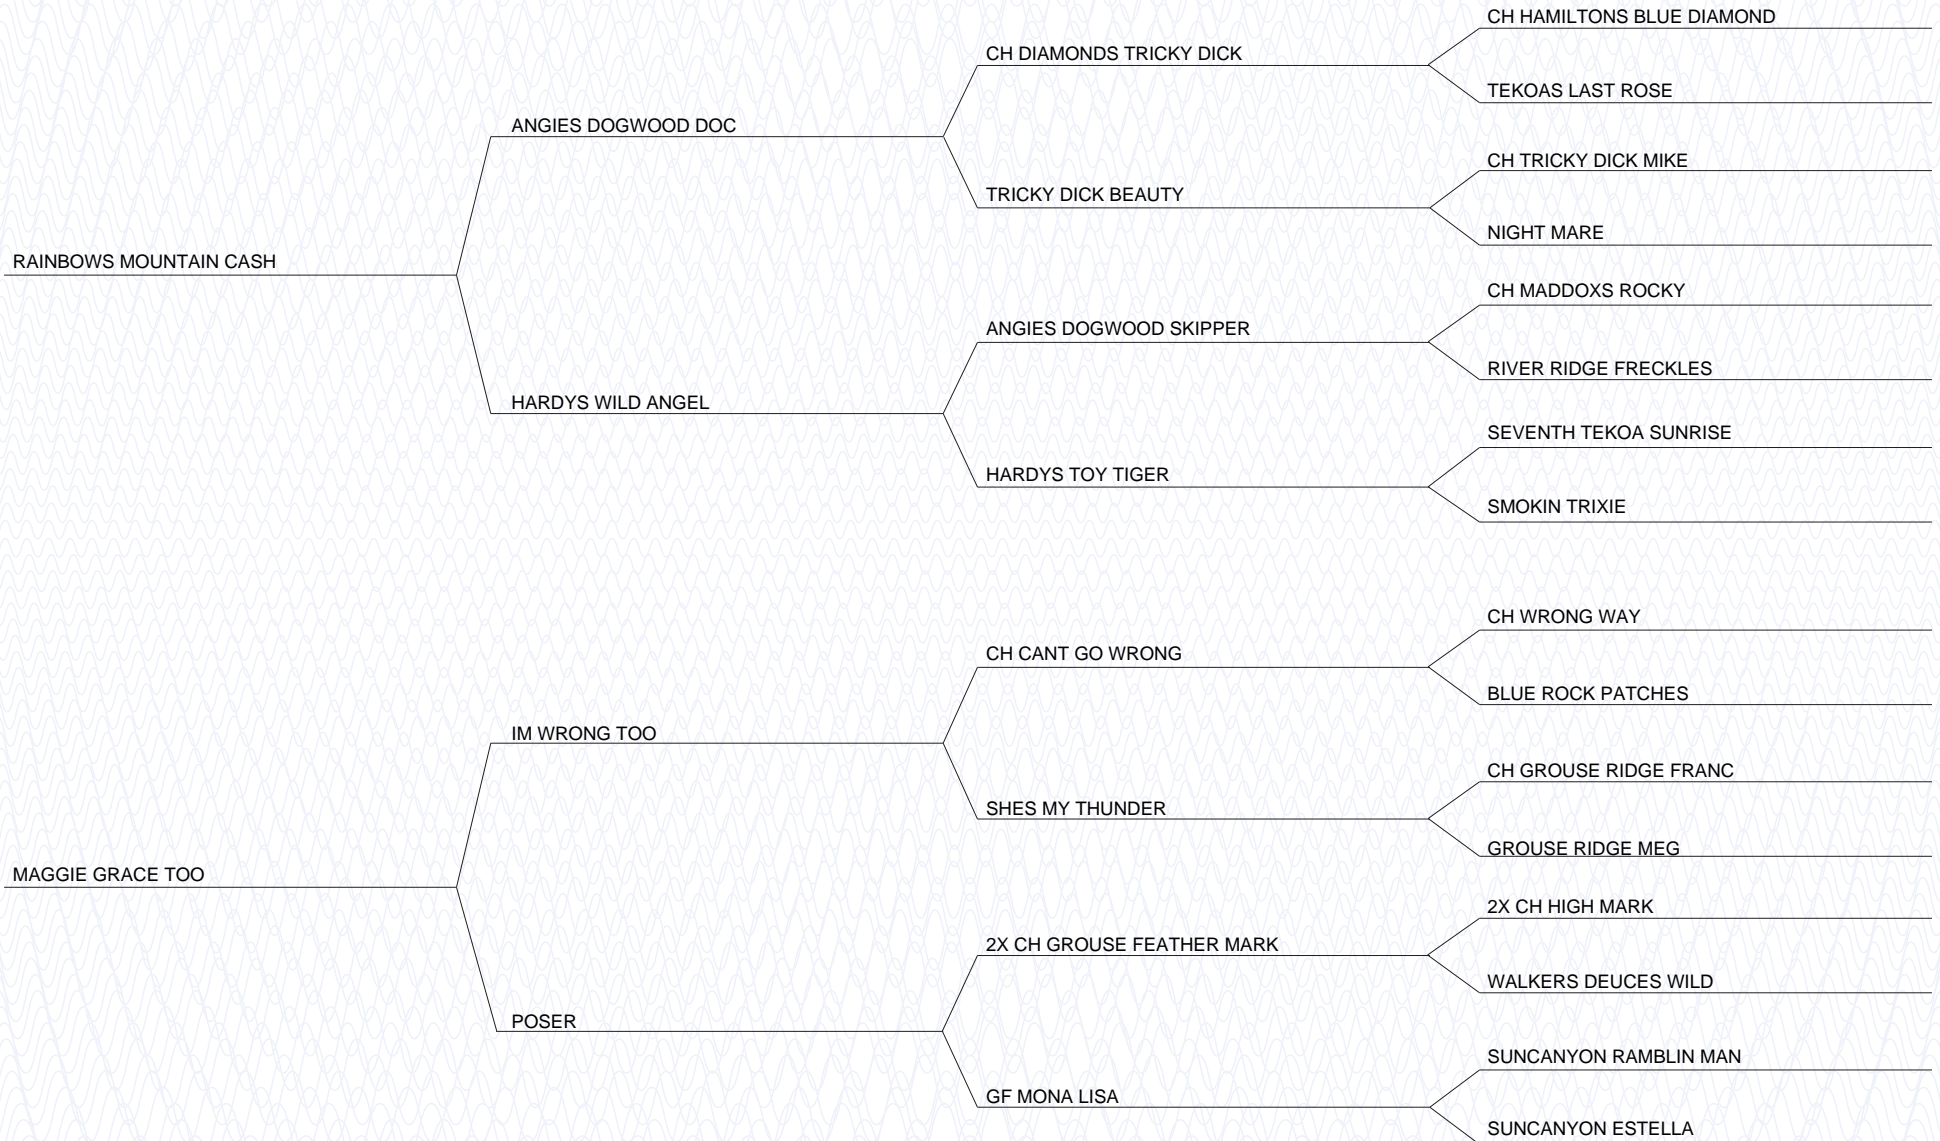 CH HAMILTONS BLUE DIAMOND
CH DIAMONDS TRICKY DICK
TEKOAS LAST ROSE
ANGIES DOGWOOD DOC
CH TRICKY DICK MIKE
TRICKY DICK BEAUTY
NIGHT MARE
RAINBOWS MOUNTAIN CASH
CH MADDOXS ROCKY
ANGIES DOGWOOD SKIPPER
RIVER RIDGE FRECKLES
HARDYS WILD ANGEL
SEVENTH TEKOA SUNRISE
HARDYS TOY TIGER
SMOKIN TRIXIE
CH WRONG WAY
CH CANT GO WRONG
BLUE ROCK PATCHES
IM WRONG TOO
CH GROUSE RIDGE FRANC
SHES MY THUNDER
GROUSE RIDGE MEG
MAGGIE GRACE TOO
2X CH HIGH MARK
2X CH GROUSE FEATHER MARK
WALKERS DEUCES WILD
POSER
SUNCANYON RAMBLIN MAN
GF MONA LISA
SUNCANYON ESTELLA